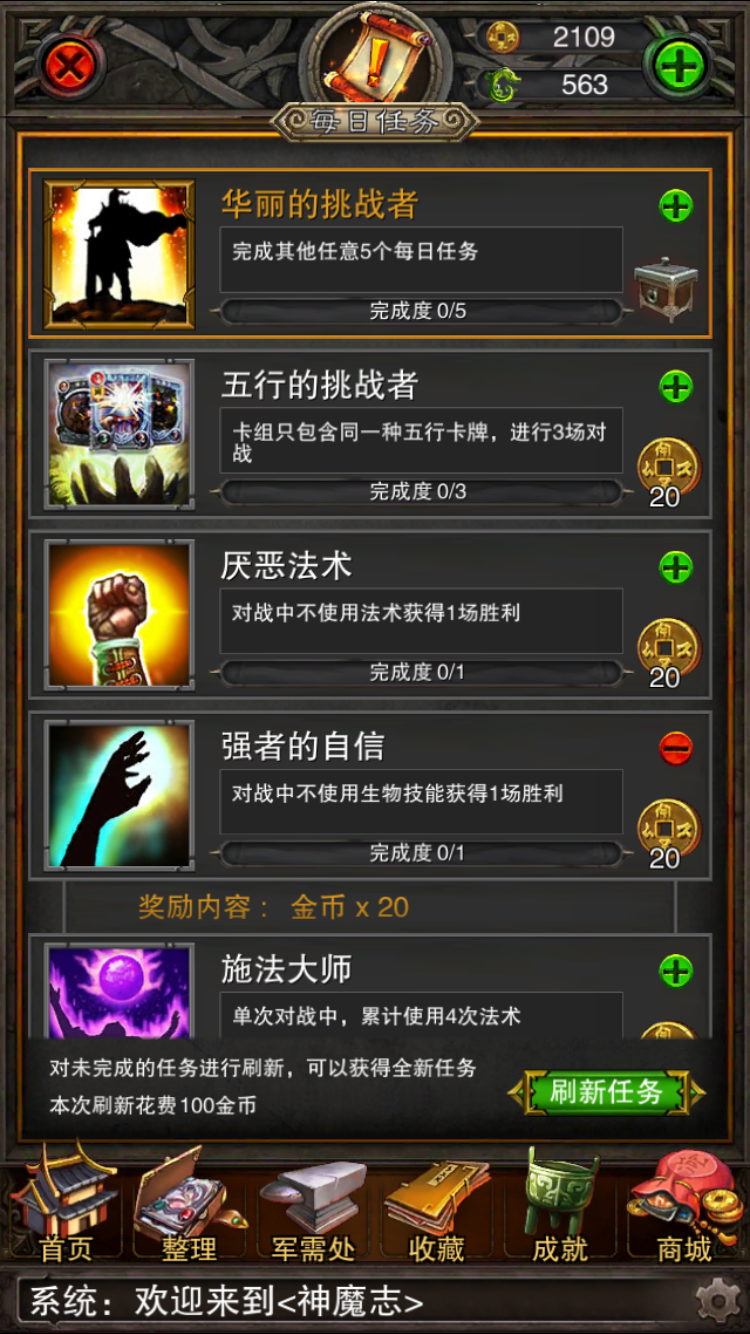 2109
563
每日任务
华丽的挑战者
完成其他任意5个每日任务
完成度 0/5
五行的挑战者
卡组只包含同一种五行卡牌，进行3场对
战
完成度 0/3
20
厌恶法术
对战中不使用法术获得1场胜利
完成度 0/1
20
强者的自信
对战中不使用生物技能获得1场胜利
完成度 0/1
20
奖励内容： 金币 x 20
施法大师
单次对战中，累计使用4次法术
对未完成的任务进行刷新，可以获得全新任务
本次刷新花费100金币
刷新任务
首页 整理 军需处 收藏 成就 商城
系统：欢迎来到<神魔志>